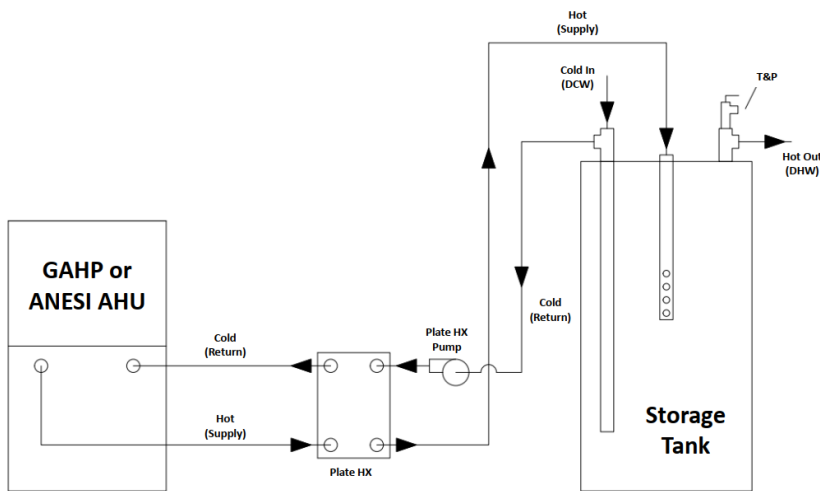 Hot
(Supply)
Cold In
(DCW)
T&P
Hot Out
(DHW)
GAHP or
ANESI AHU
Cold
(Return)
Plate HX
Pump
Cold
(Return)
Hot
(Supply)
Storage
Tank
Plate HX